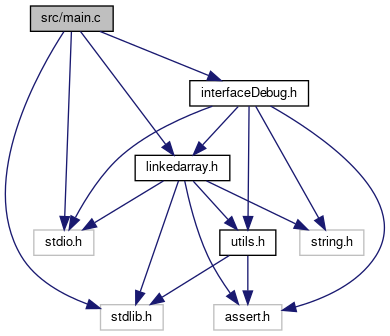 src/main.c
interfaceDebug.h
linkedarray.h
stdio.h
utils.h
string.h
stdlib.h
assert.h